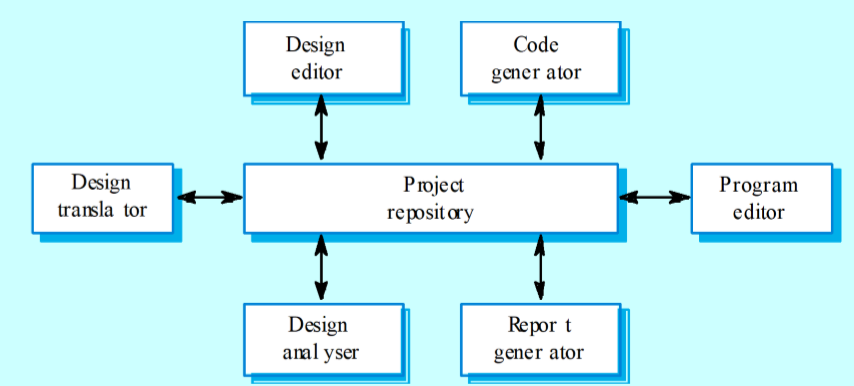 Design
editor
Code
gener ator
Design
transla tor
Project
repository
Program
editor
Design
anal yser
Repor t
gener ator